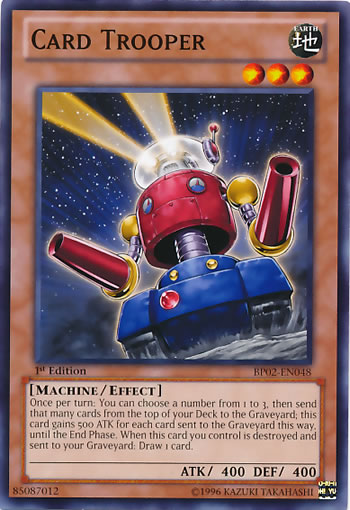 CARD TROOPER
EARTH
地
1st Edition
BP02-EN048
[MACHINE/EFFECT]
Once per turn: You can choose a number from 1 to 3, then send
that many cards from the top of your Deck to the Graveyard; this
card gains 500 ATK for each card sent to the Graveyard this way,
until the End Phase. When this card you control is destroyed and
sent to your Graveyard: Draw 1 card.
ATK/ 400 DEF/ 400
85087012
©1996 KAZUKI TAKAHASHI